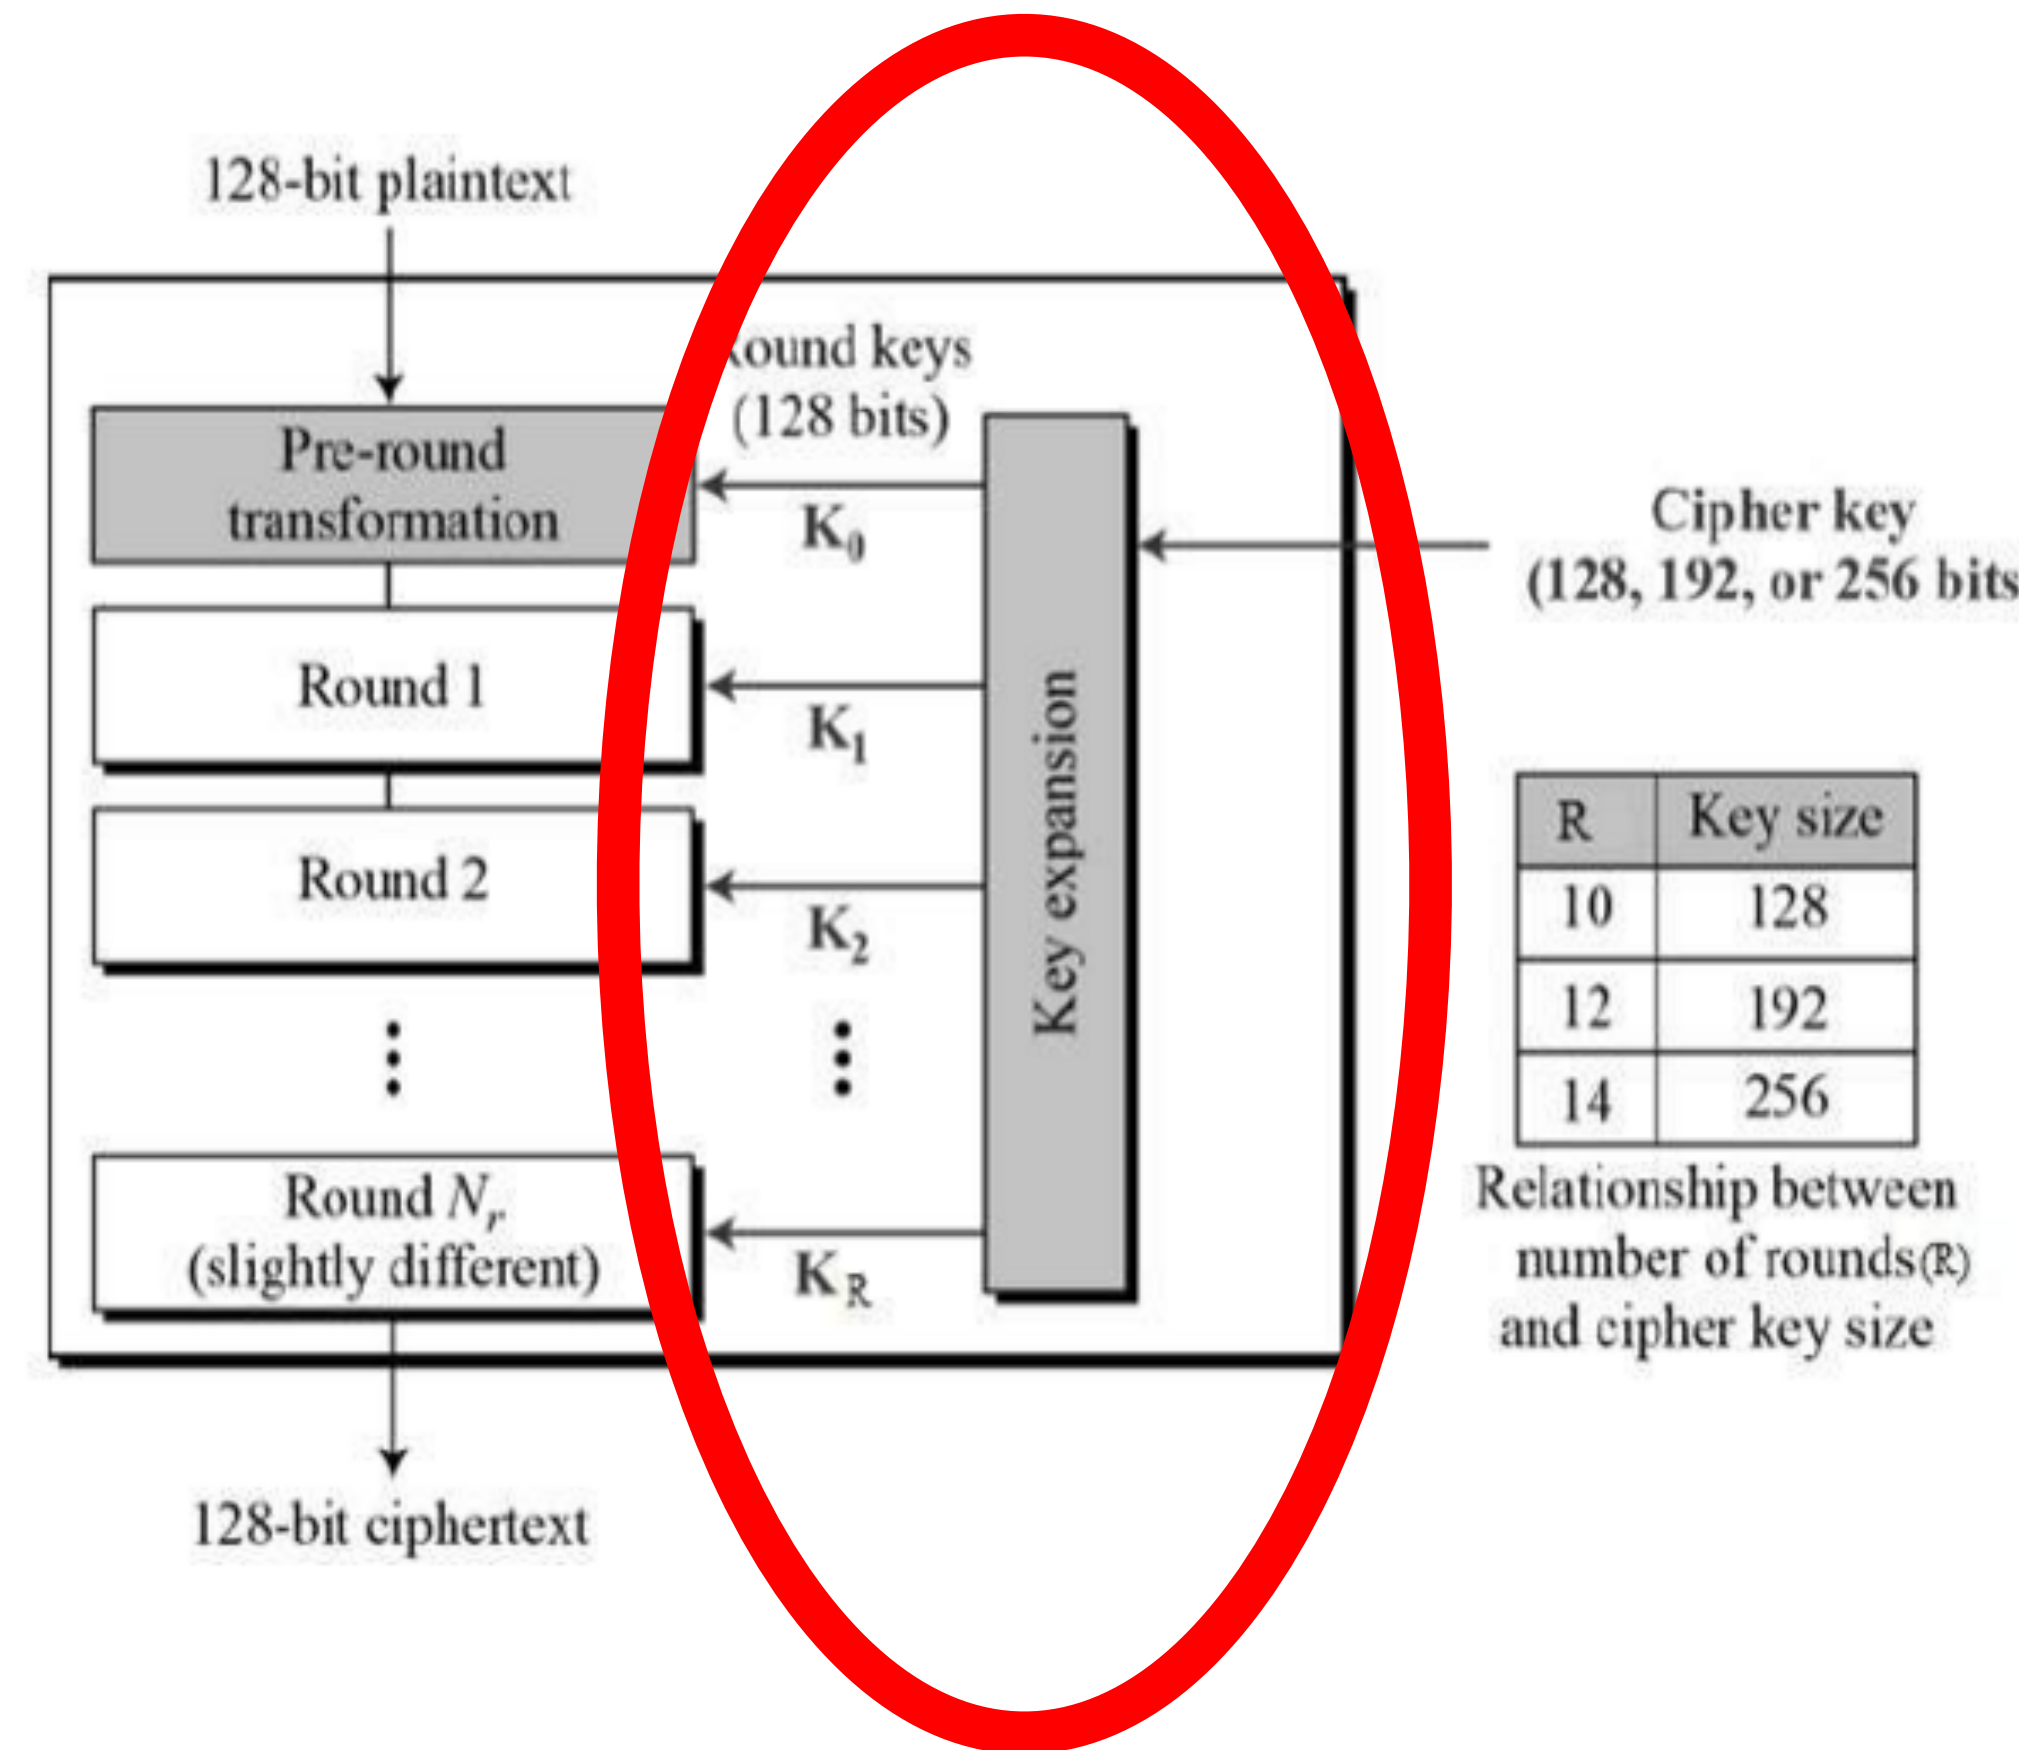 128-bit plaintext
ound keys
(128 bits)
Pre-round
transformation
K0
Cipher key
(128, 192, or 256 bits
Round 1
K1
Key expansion
Round 2
K2
R Key size
10 128
12 192
14 256
Relationship between
number of rounds(R)
and cipher key size
Round Nr
(slightly different)
KR
128-bit ciphertext